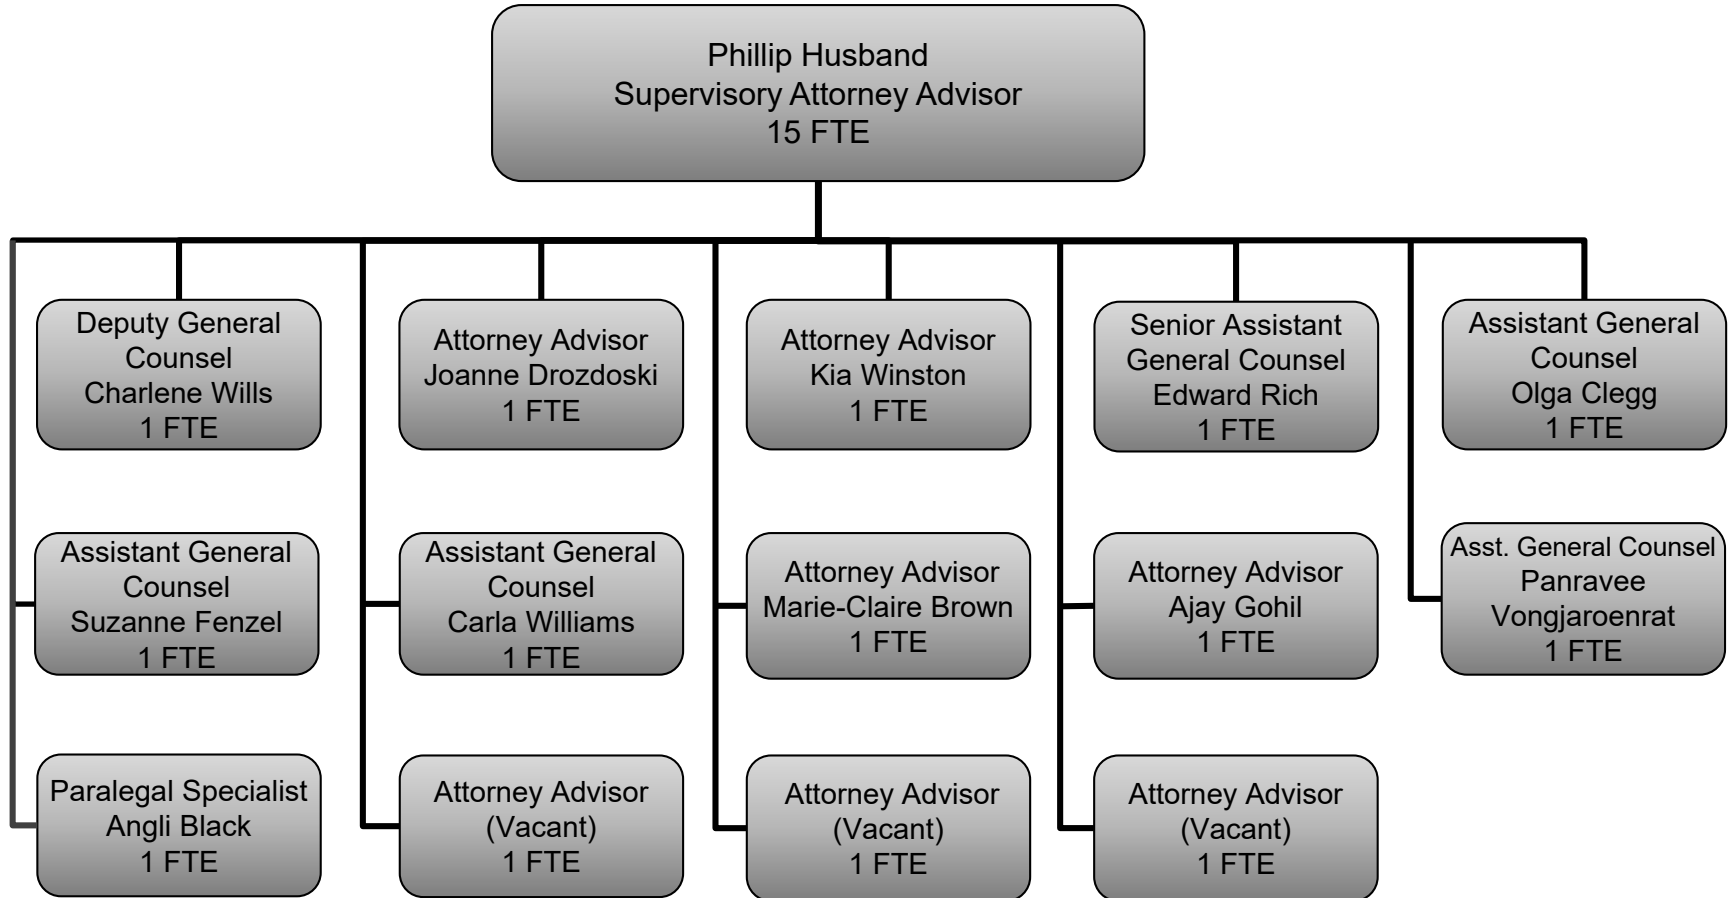 Phillip Husband
Supervisory Attorney Advisor
15 FTE
Deputy General
Counsel
Charlene Wills
1 FTE
Attorney Advisor
Joanne Drozdoski
1 FTE
Attorney Advisor
Kia Winston
1 FTE
Senior Assistant
General Counsel
Edward Rich
1 FTE
Assistant General
Counsel
Olga Clegg
1 FTE
Assistant General
Counsel
Suzanne Fenzel
1 FTE
Assistant General
Counsel
Carla Williams
1 FTE
Attorney Advisor
Marie-Claire Brown
1 FTE
Attorney Advisor
Ajay Gohil
1 FTE
Asst. General Counsel
Panravee
Vongjaroenrat
1 FTE
Paralegal Specialist
Angli Black
1 FTE
Attorney Advisor
(Vacant)
1 FTE
Attorney Advisor
(Vacant)
1 FTE
Attorney Advisor
(Vacant)
1 FTE